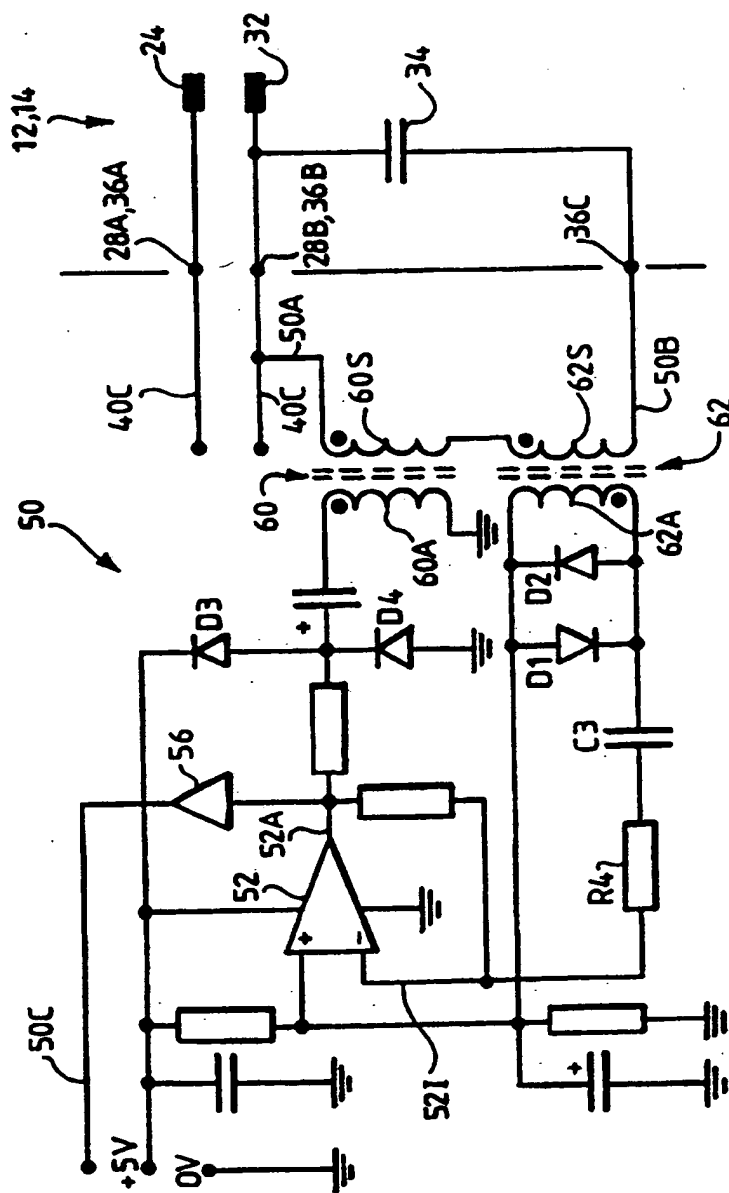 12,14
24
28A,36A
32
34
28B,36B
36C
40C
40C
50A
60S
62S
50B
62
60
60A
62A
50
D3
D4
+
D2
D1
C3
56
52A
52
+
-
R4
50C
52I
+5V
0V
+